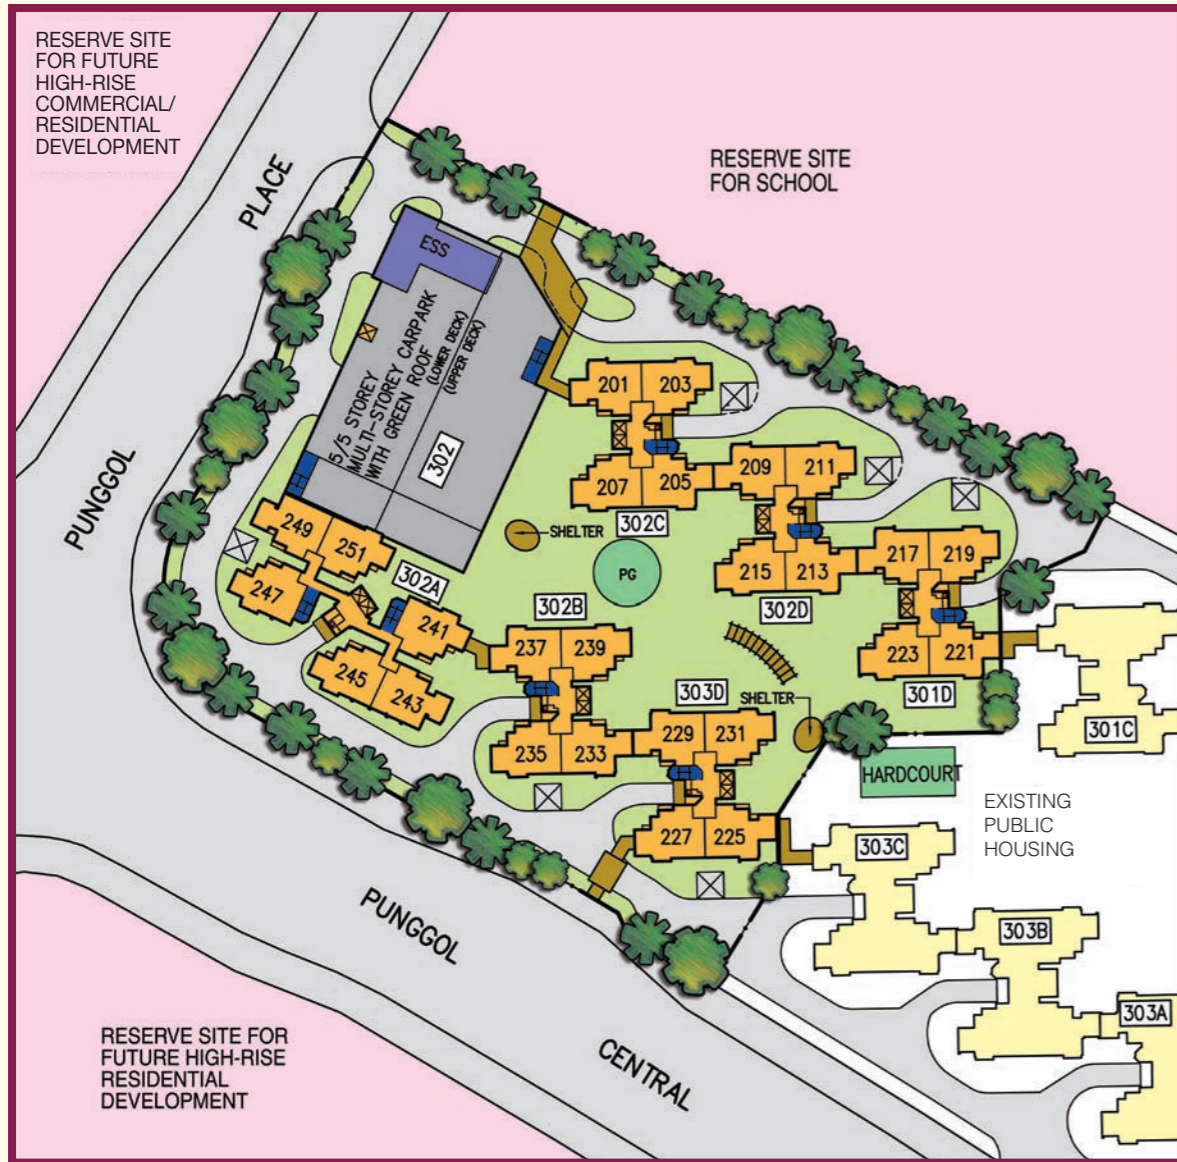 RESERVE SITE
FOR FUTURE
HIGH-RISE
COMMERCIAL/
RESIDENTIAL
DEVELOPMENT
RESERVE SITE
FOR SCHOOL
PLACE
PUNGGOL
ESS
5/5 STOREY
MULTI-STOREY CARPARK
WITH GREEN ROOF
(LOWER DECK)
(UPPER DECK)
302
201
203
207
205
302C
209
211
215
213
302D
217
219
223
221
301D
SHELTER
PG
249
251
247
302A
241
245
243
302B
237
239
235
233
303D
SHELTER
229
231
227
225
301C
HARDCOURT
EXISTING
PUBLIC
HOUSING
303C
303B
303A
PUNGGOL
CENTRAL
RESERVE SITE FOR
FUTURE HIGH-RISE
RESIDENTIAL
DEVELOPMENT